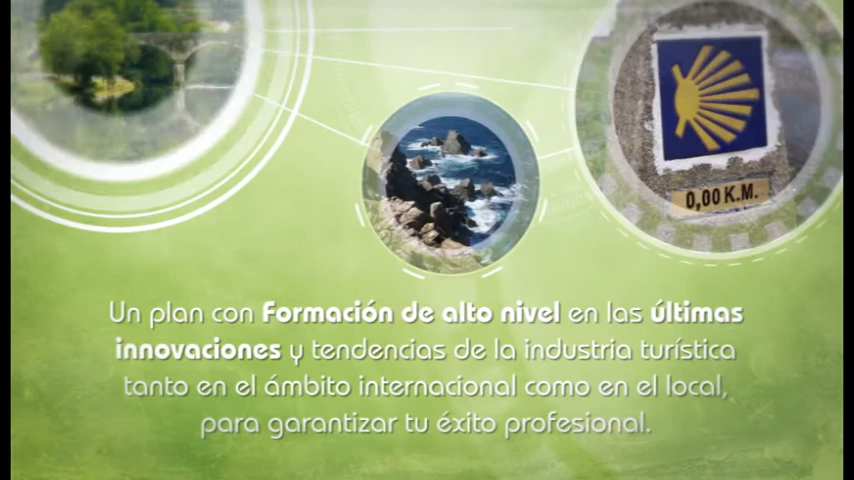 0,00 K.M.
Un plan con Formación de alto nivel en las últimas
innovaciones y tendencias de la industria turística
tanto en el ámbito internacional como en el local,
para garantizar tu éxito profesional.